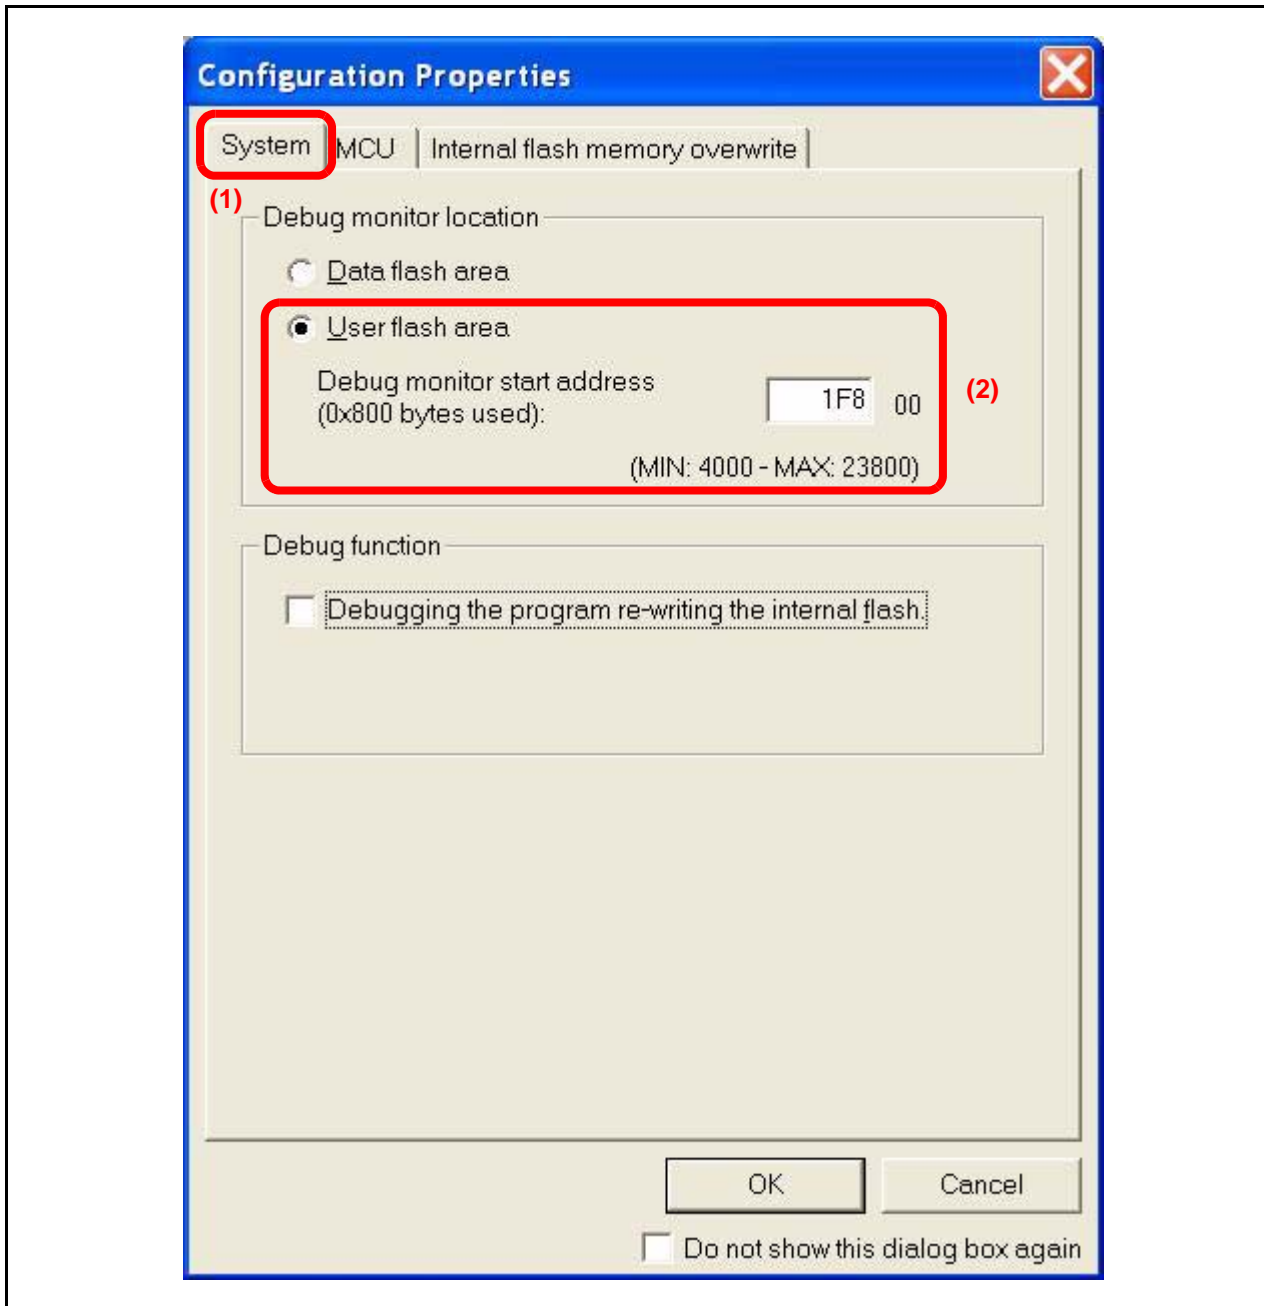 Configuration Properties
System MCU Internal flash memory overwrite
(1)
Debug monitor location
Data flash area
User flash area
Debug monitor start address
(0x800 bytes used):
1F8 00
(2)
(MIN: 4000 - MAX: 23800)
Debug function
Debugging the program re-writing the internal flash.
OK Cancel
Do not show this dialog box again